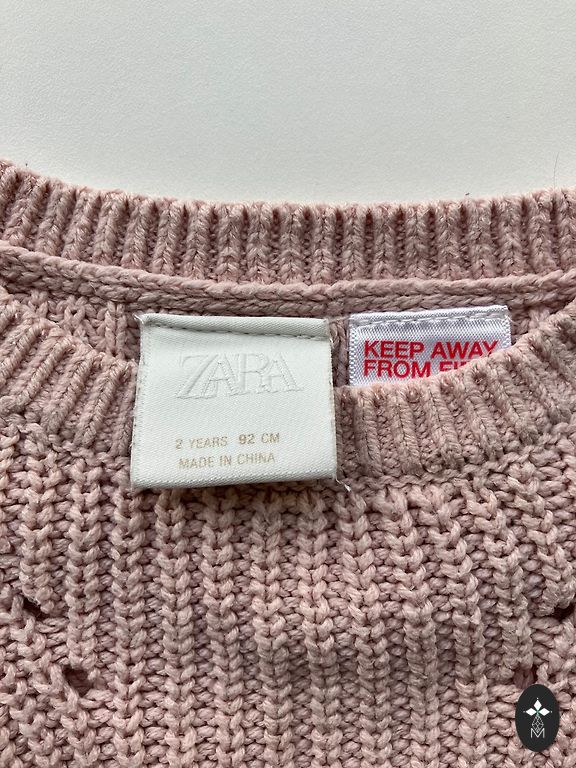 ZARA
2 YEARS 92 CM
MADE IN CHINA
KEEP AWAY
FROM